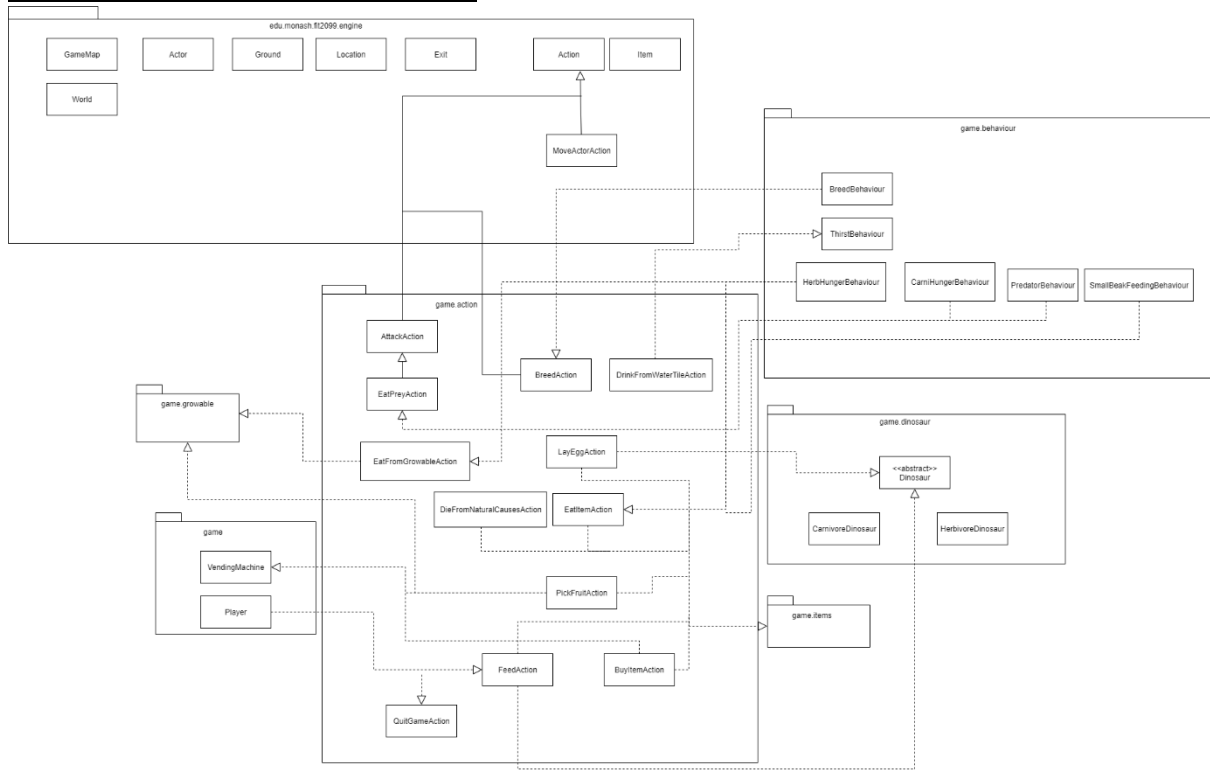 edu.monash.fit2099.engine
GameMap
Actor
Ground
Location
Exit
Action
Item
World
MoveActorAction
game.behaviour
BreedBehaviour
ThirstBehaviour
HerbHungerBehaviour
CarniHungerBehaviour
PredatorBehaviour
SmallBeakFeedingBehaviour
game.action
AttackAction
BreedAction
DrinkFromWaterTileAction
EatPreyAction
game.growable
EatFromGrowableAction
LayEggAction
game.dinosaur
<<abstract>>
Dinosaur
DieFromNaturalCausesAction
EatItemAction
CarnivoreDinosaur
HerbivoreDinosaur
game
VendingMachine
Player
PickFruitAction
game.items
FeedAction
BuyItemAction
QuitGameAction